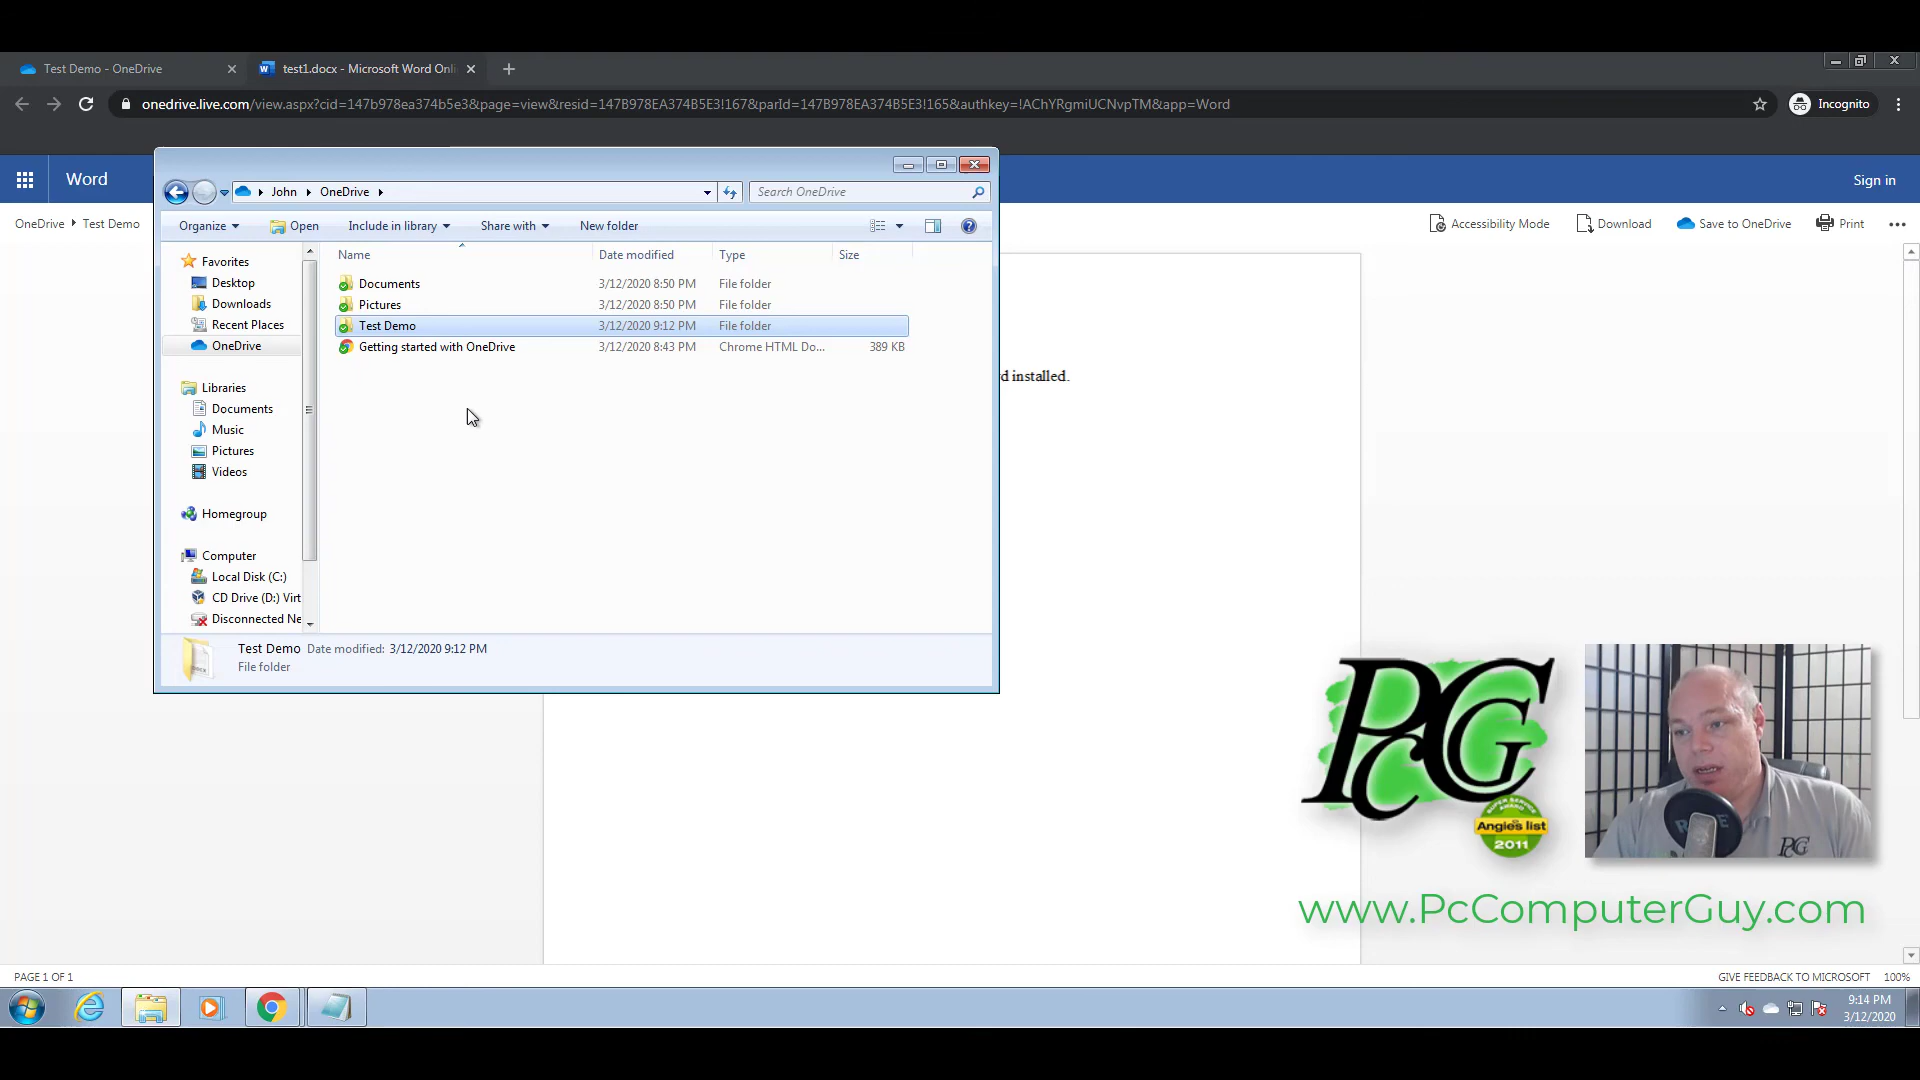 Test Demo - OneDrive
test1.docx - Microsoft Word Onli
onedrive.live.com/view.aspx?cid=147b978ea374b5e3&page=view&resid=147B978EA374B5E3!167&parId=147B978EA374B5E3!165&authkey=!AChYRgmiUCNvpTM&app=Word
Incognito
Word
Sign in
OneDrive Test Demo
Accessibility Mode
Download
Save to OneDrive
Print
John OneDrive
Search OneDrive
Organize
Open
Include in library
Share with
New folder
Name Date modified Type Size
Documents 3/12/2020 8:50 PM File folder
Pictures 3/12/2020 8:50 PM File folder
Test Demo 3/12/2020 9:12 PM File folder
Getting started with OneDrive 3/12/2020 8:43 PM Chrome HTML Do... 389 KB
Favorites
Desktop
Downloads
Recent Places
OneDrive
Libraries
Documents
Music
Pictures
Videos
Homegroup
Computer
Local Disk (C:)
CD Drive (D:) Virt
Disconnected Ne
Test Demo Date modified: 3/12/2020 9:12 PM
File folder
d installed.
PCG
SUPER SERVICE AWARD
Angie's list
2011
PCG
www.PcComputerGuy.com
PAGE 1 OF 1
GIVE FEEDBACK TO MICROSOFT 100%
9:14 PM
3/12/2020